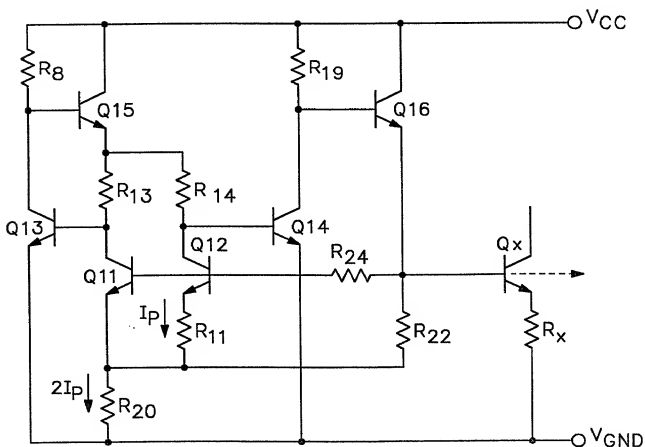 VCC
R8
R19
Q15
Q16
R13
R14
Q13
Q14
Q12
Qx
R24
Q11
IP
R11
R22
Rx
2IP
R20
VGND